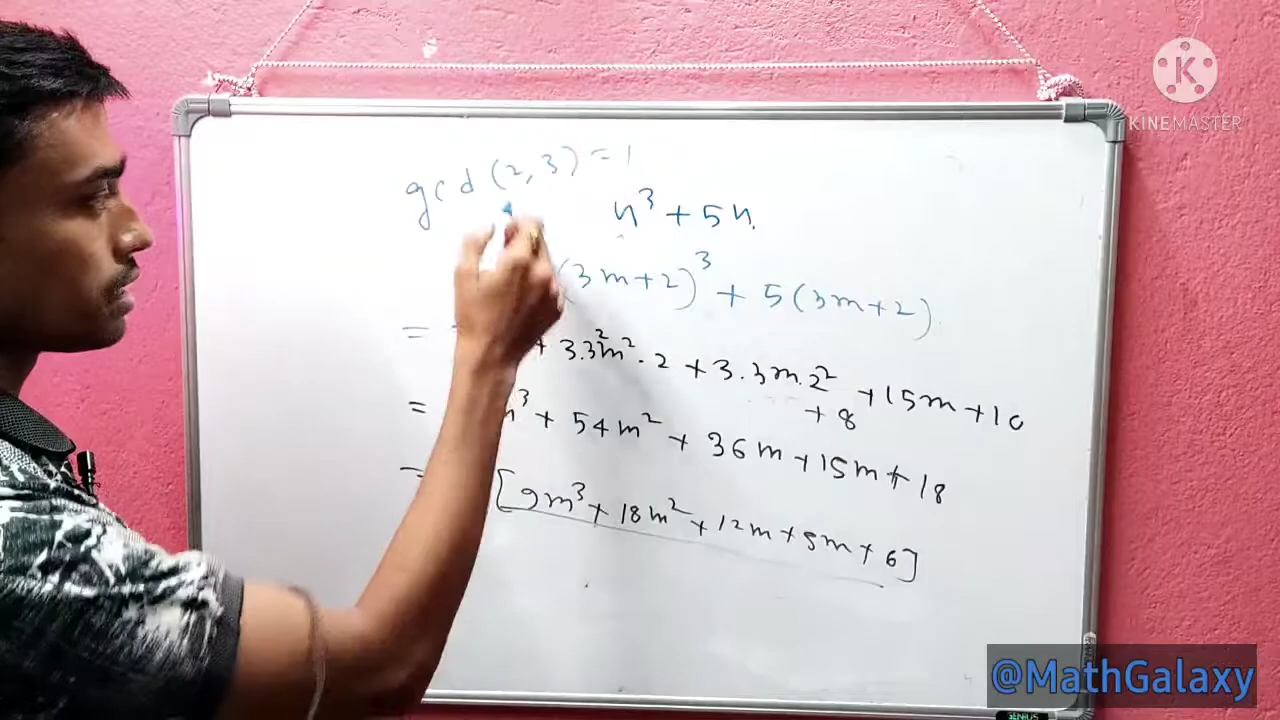 gcd (2, 3) = 1
n³ + 5n.
(3m+2)³ + 5(3m+2).
= + 3.3²m².2 + 3.3m.2² + 15m + 10
+ 8
= m³ + 54m² + 36m + 15m + 18
= [9m³ + 18m² + 12m + 5m + 6]
K
KINEMASTER
@MathGalaxy
GENIUS